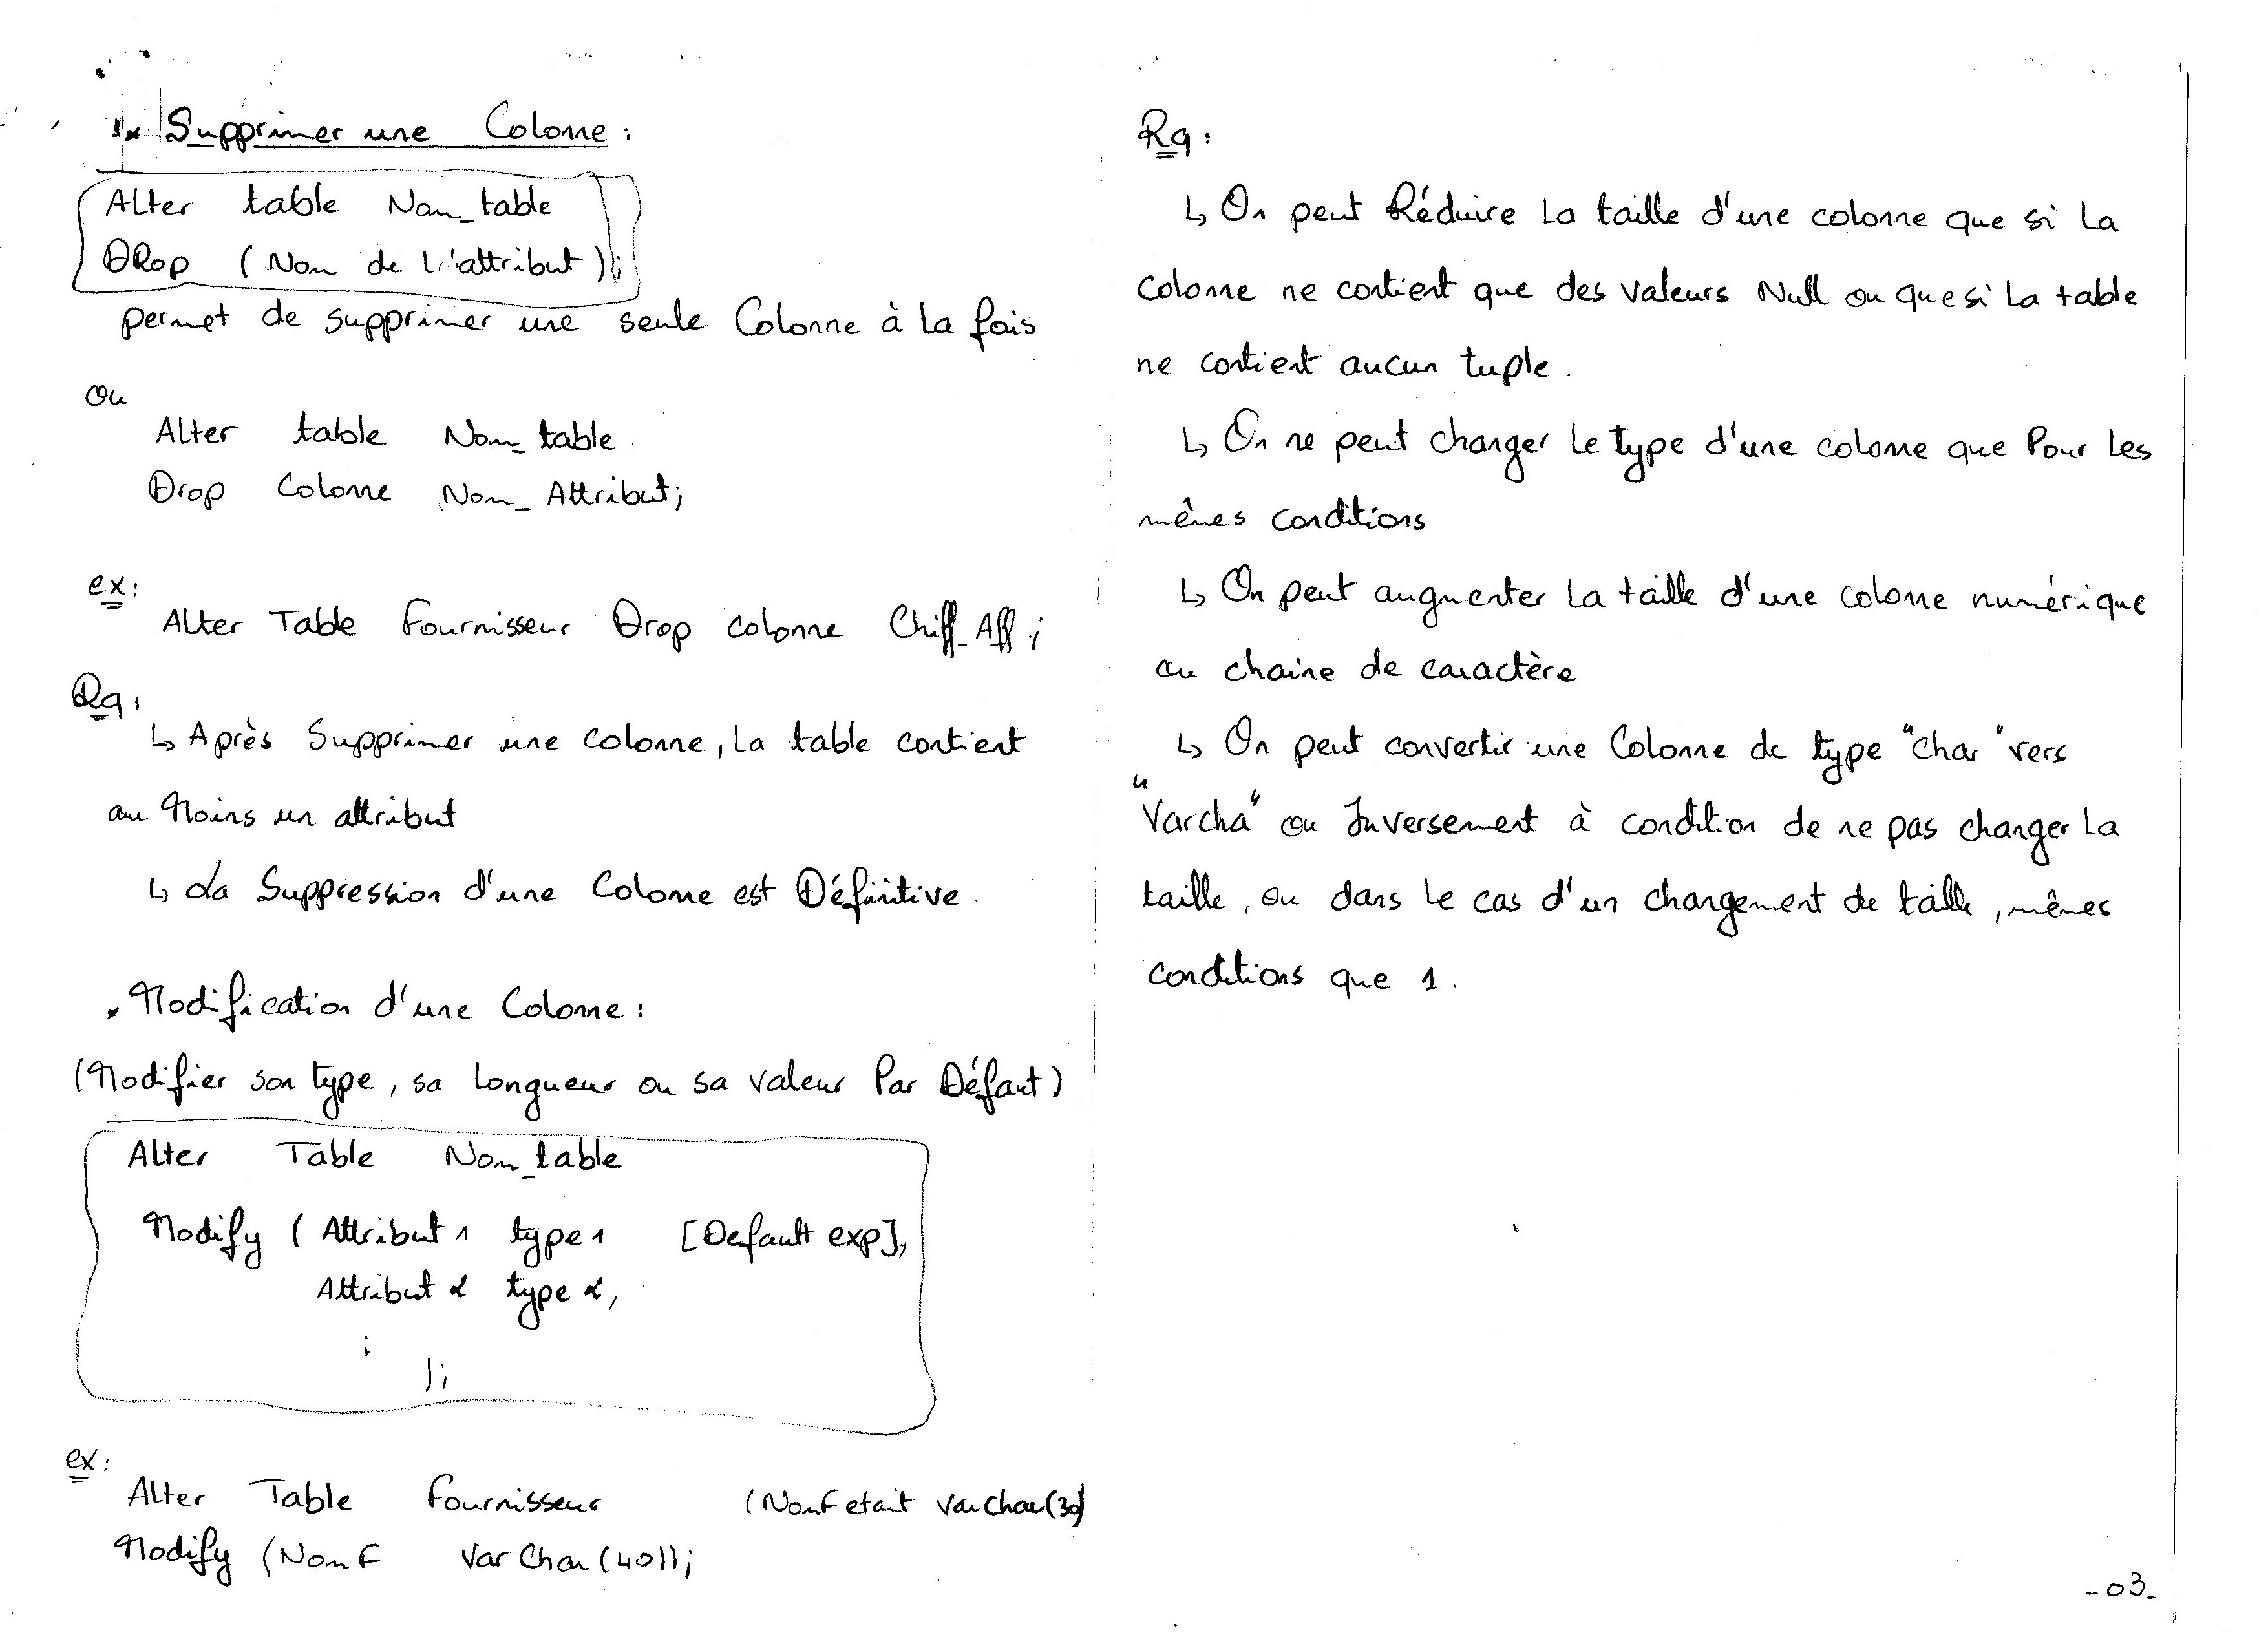 * Supprimer une Colonne :
Alter table Nom_table
DRop (Nom de l'attribut);
permet de supprimer une seule Colonne à la fois
Ou
Alter table Nom_table
Drop Colonne Nom_Attribut;
ex:
Alter Table Fournisseur Drop colonne Chiff_Aff;
Rq:
↳ Après Supprimer une colonne, la table contient
au Moins un attribut
↳ La Suppression d'une Colonne est Définitive.
* Modification d'une Colonne :
(Modifier son type, sa longueur ou sa valeur Par Défaut)
Alter Table Nom_table
Modify ( Attribut 1 type 1 [Default exp],
Attribut 2 type 2,
⋮
);
ex:
Alter Table Fournisseur (NomF etait VarChar(30)
Modify (NomF VarChar(40));
Rq:
↳ On peut Réduire la taille d'une colonne que si la
colonne ne contient que des valeurs Null ou que si la table
ne contient aucun tuple.
↳ On ne peut changer le type d'une colonne que Pour les
mêmes conditions
↳ On peut augmenter la taille d'une colonne numérique
ou chaine de caractère
↳ On peut convertir une Colonne de type "char" vers
"Varcha" ou Inversement à condition de ne pas changer la
taille, ou dans le cas d'un changement de taille, mêmes
conditions que 1.
-03-